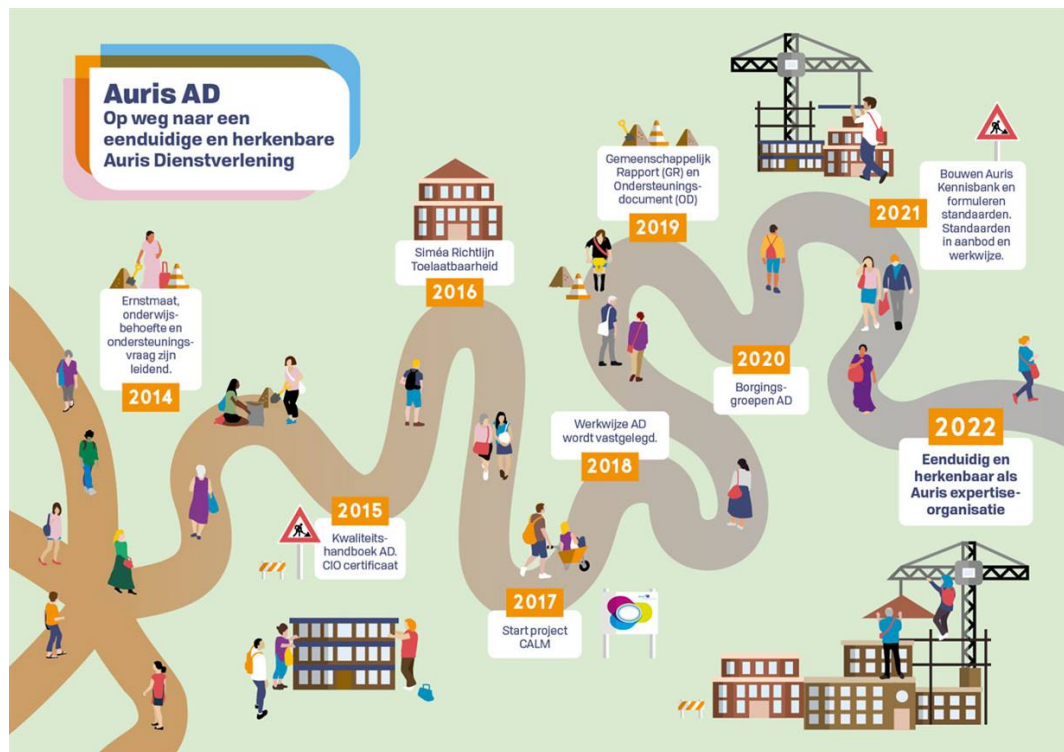 Auris AD
Op weg naar een
eenduidige en herkenbare
Auris Dienstverlening
Ernstmaat,
onderwijs-
behoefte en
ondersteunings-
vraag zijn
leidend.
2014
2015
Kwaliteits-
handboek AD.
CIO certificaat
Siméa Richtlijn
Toelaatbaarheid
2016
2017
Start project
CALM
Werkwijze AD
wordt vastgelegd.
2018
Gemeenschappelijk
Rapport (GR) en
Ondersteunings-
document (OD)
2019
2020
Borgings-
groepen AD
2021
Bouwen Auris
Kennisbank en
formuleren
standaarden.
Standaarden
in aanbod en
werkwijze.
2022
Eenduidig en
herkenbaar als
Auris expertise-
organisatie